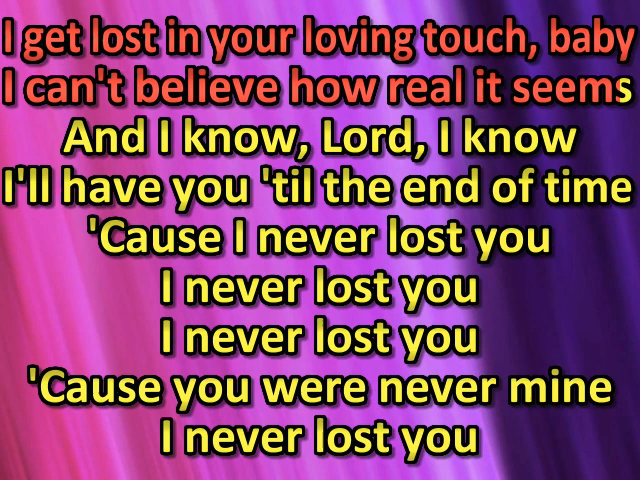 I get lost in your loving touch, baby
I can't believe how real it seems
And I know, Lord, I know
I'll have you 'til the end of time
'Cause I never lost you
I never lost you
I never lost you
'Cause you were never mine
I never lost you